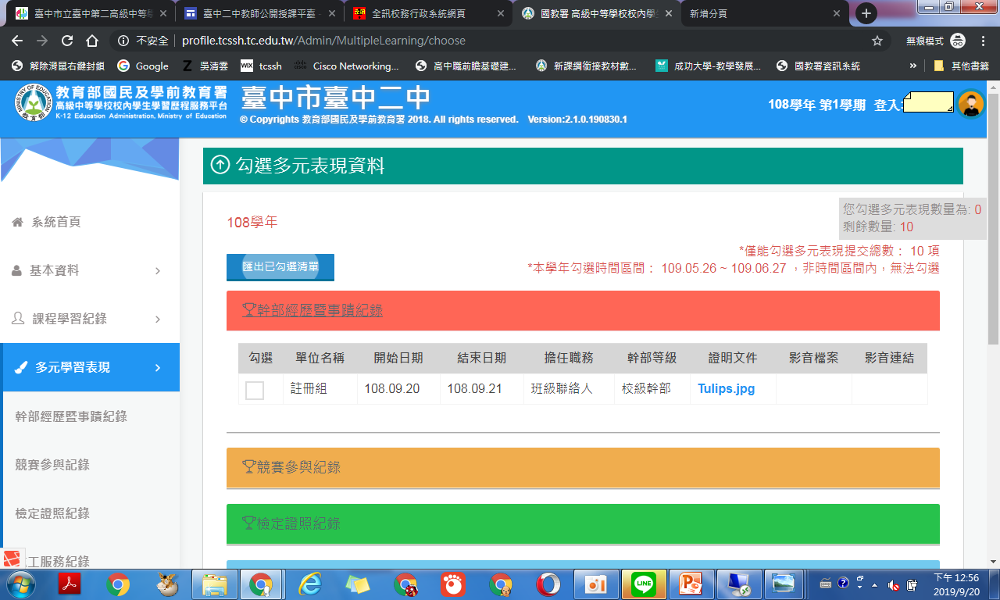 臺中市立臺中第二高級中等學
臺中二中教師公開授課平臺 -
全訊校務行政系統網頁
國教署 高級中等學校校內學生
新增分頁
不安全 | profile.tcssh.tc.edu.tw/Admin/MultipleLearning/choose
無痕模式
解除滑鼠右鍵封鎖
Google
吳清雲
tcssh
Cisco Networking...
高中職前瞻基礎建...
新課綱銜接教材數...
成功大學-教學發展...
國教署資訊系統
»
其他書籤
教育部國民及學前教育署
高級中等學校校內學生學習歷程服務平台
K-12 Education Administration, Ministry of Education
臺中市臺中二中
© Copyrights 教育部國民及學前教育署 2018. All rights reserved. Version:2.1.0.190830.1
108學年 第1學期 登入
系統首頁
基本資料
課程學習紀錄
多元學習表現
幹部經歷暨事蹟紀錄
競賽參與記錄
檢定證照紀錄
工服務紀錄
勾選多元表現資料
您勾選多元表現數量為: 0
剩餘數量: 10
108學年
匯出已勾選清單
*僅能勾選多元表現提交總數： 10 項
*本學年勾選時間區間： 109.05.26 ~ 109.06.27 ，非時間區間內，無法勾選
幹部經歷暨事蹟紀錄
勾選 單位名稱 開始日期 結束日期 擔任職務 幹部等級 證明文件 影音檔案 影音連結
註冊組 108.09.20 108.09.21 班級聯絡人 校級幹部 Tulips.jpg
競賽參與紀錄
檢定證照紀錄
LINE
下午 12:56
2019/9/20